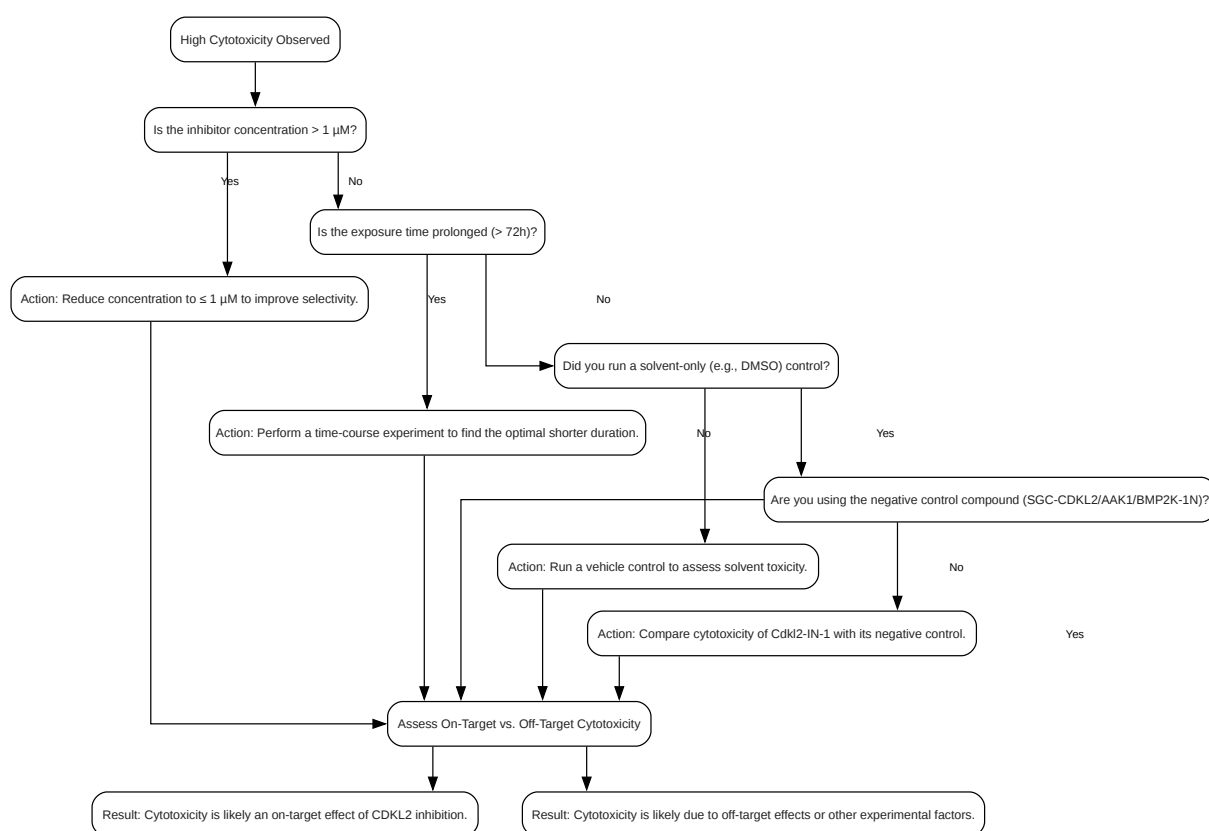 High Cytotoxicity Observed
Is the inhibitor concentration > 1 µM?
Yes
No
Is the exposure time prolonged (> 72h)?
Action: Reduce concentration to ≤ 1 µM to improve selectivity.
Yes
No
Did you run a solvent-only (e.g., DMSO) control?
Action: Perform a time-course experiment to find the optimal shorter duration.
No
Yes
Are you using the negative control compound (SGC-CDKL2/AAK1/BMP2K-1N)?
Action: Run a vehicle control to assess solvent toxicity.
No
Action: Compare cytotoxicity of Cdkl2-IN-1 with its negative control.
Yes
Assess On-Target vs. Off-Target Cytotoxicity
Result: Cytotoxicity is likely an on-target effect of CDKL2 inhibition.
Result: Cytotoxicity is likely due to off-target effects or other experimental factors.